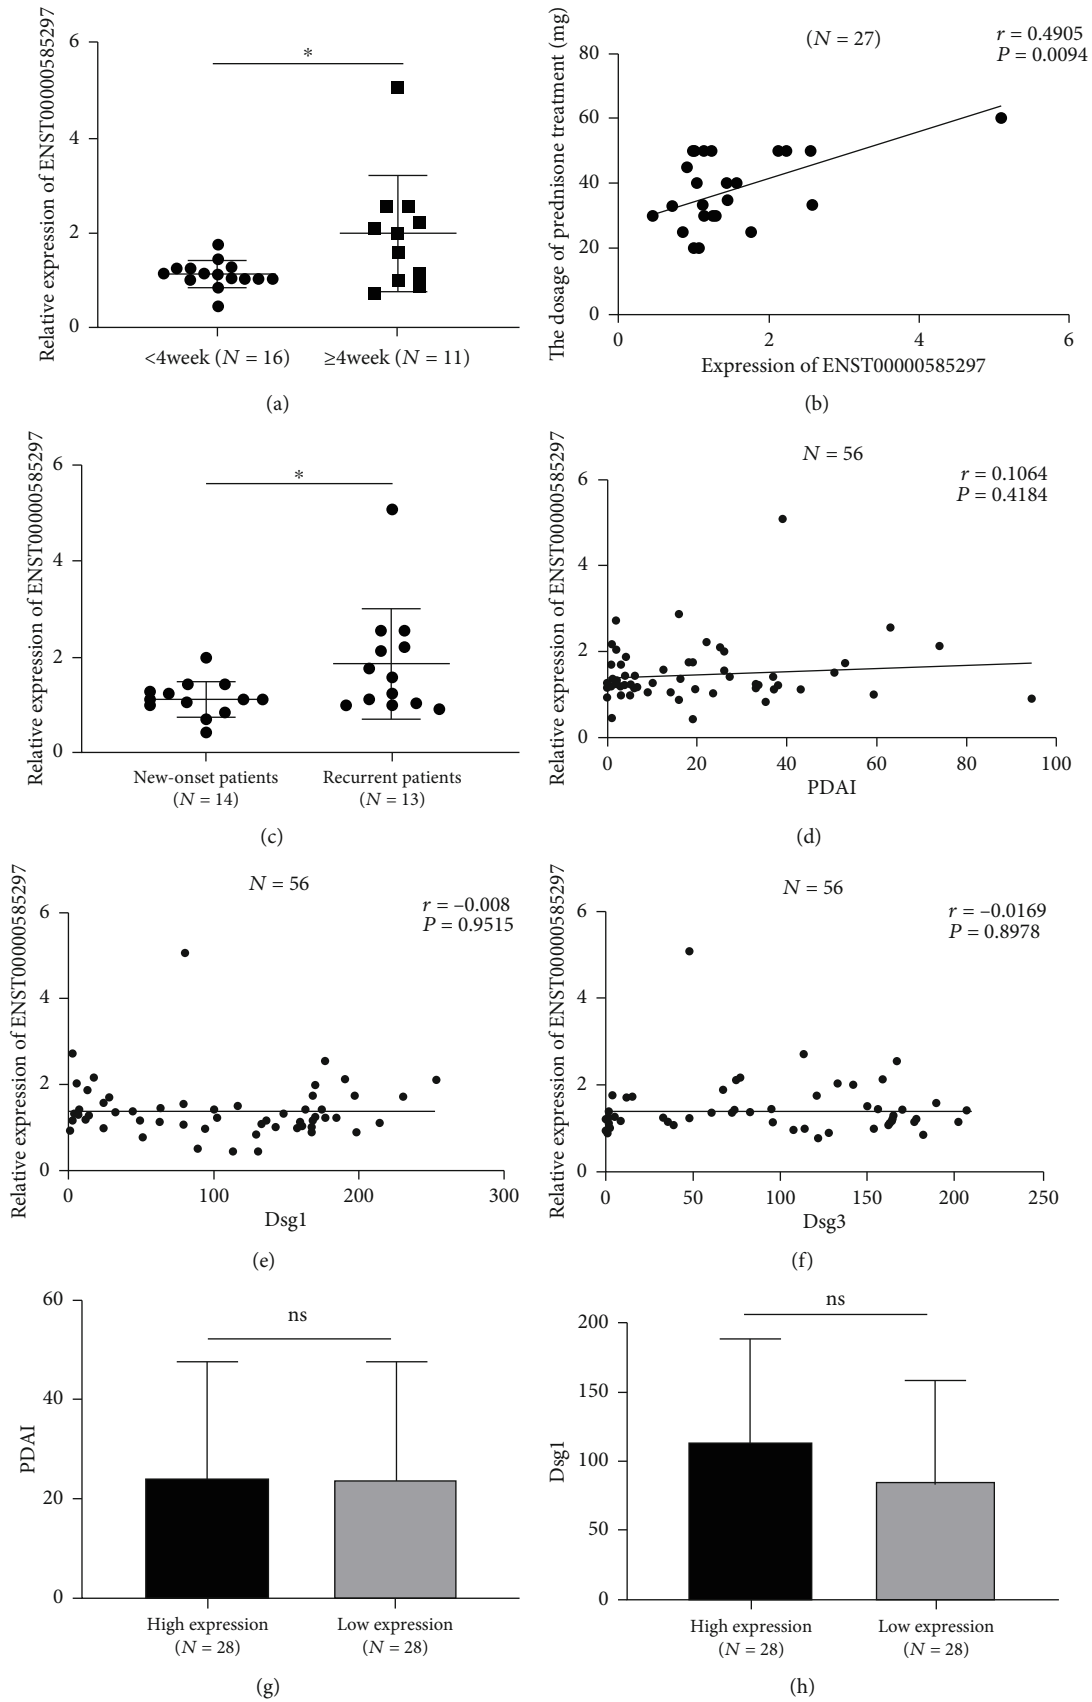 Relative expression of ENST00000585297
6
4
2
0
*
<4week (N = 16)
≥4week (N = 11)
(a)
The dosage of prednisone treatment (mg)
80
60
40
20
0
(N = 27)
r = 0.4905
P = 0.0094
0
2
4
6
Expression of ENST00000585297
(b)
Relative expression of ENST00000585297
6
4
2
0
*
New-onset patients
(N = 14)
Recurrent patients
(N = 13)
(c)
Relative expression of ENST00000585297
6
4
2
0
N = 56
r = 0.1064
P = 0.4184
0
20
40
60
80
100
PDAI
(d)
Relative expression of ENST00000585297
6
4
2
0
N = 56
r = –0.008
P = 0.9515
0
100
200
300
Dsg1
(e)
Relative expression of ENST00000585297
6
4
2
0
N = 56
r = –0.0169
P = 0.8978
0
50
100
150
200
250
Dsg3
(f)
PDAI
60
40
20
0
ns
High expression
(N = 28)
Low expression
(N = 28)
(g)
Dsg1
200
150
100
50
0
ns
High expression
(N = 28)
Low expression
(N = 28)
(h)